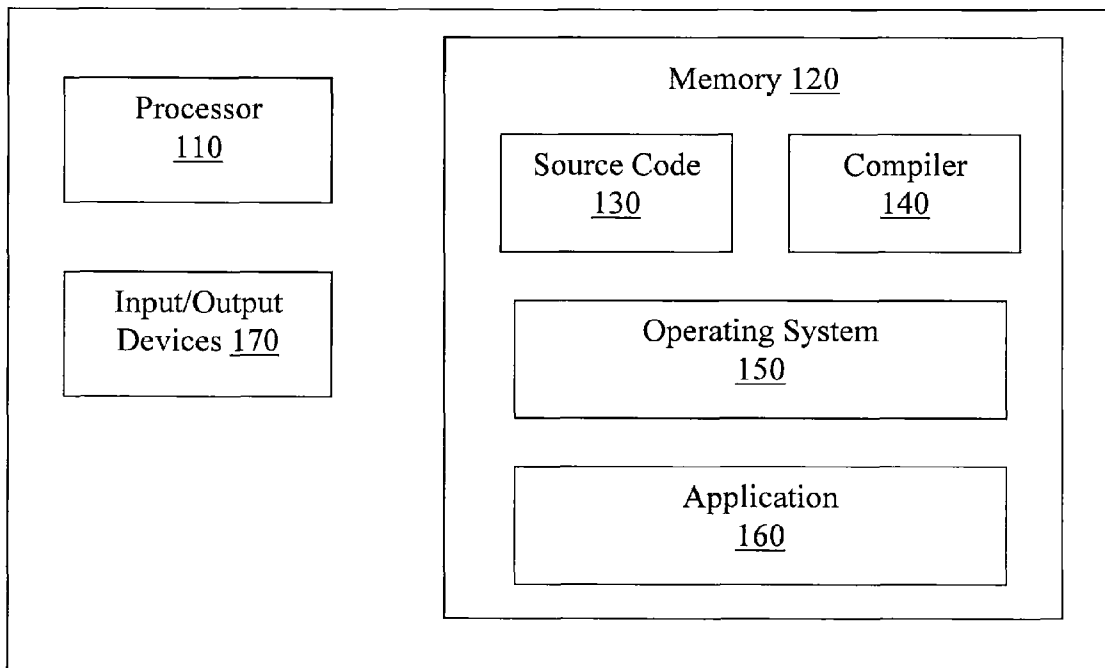 Processor
110
Input/Output
Devices 170
Memory 120
Source Code
130
Compiler
140
Operating System
150
Application
160